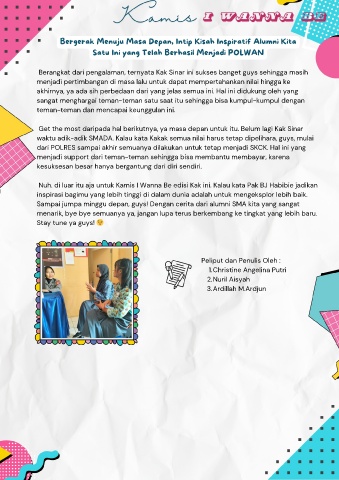 Kamis I WANNA BE
Bergerak Menuju Masa Depan, Intip Kisah Inspiratif Alumni Kita
Satu Ini yang Telah Berhasil Menjadi POLWAN
Berangkat dari pengalaman, ternyata Kak Sinar ini sukses banget guys sehingga masih
menjadi pertimbangan di masa lalu untuk dapat mempertahankan nilai hingga ke
akhirnya, ya ada sih perbedaan dari yang jelas semua ini. Hal ini didukung oleh yang
sangat menghargai teman-teman satu saat itu sehingga bisa kumpul-kumpul dengan
teman-teman dan mencapai keunggulan ini.
Get the most daripada hal berikutnya, ya masa depan untuk itu. Belum lagi Kak Sinar
waktu adik-adik SMADA. Kalau kata Kakak semua nilai harus tetap dipelihara, guys, mulai
dari POLRES sampai akhir semuanya dilakukan untuk tetap menjadi SKCK. Hal ini yang
menjadi support dari teman-teman sehingga bisa membantu membayar, karena
kesuksesan besar hanya bergantung dari diri sendiri.
Nuh, di luar itu aja untuk Kamis I Wanna Be edisi Kak ini. Kalau kata Pak BJ Habibie jadikan
inspirasi bagimu yang lebih tinggi di dalam dunia adalah untuk mengeksplor lebih baik.
Sampai jumpa minggu depan, guys! Dengan cerita dari alumni SMA kita yang sangat
menarik, bye bye semuanya ya, jangan lupa terus berkembang ke tingkat yang lebih baru.
Stay tune ya guys! 😊
Peliput dan Penulis Oleh :
1.Christine Angelina Putri
2.Nuril Aisyah
3.Ardillah M.Ardjun